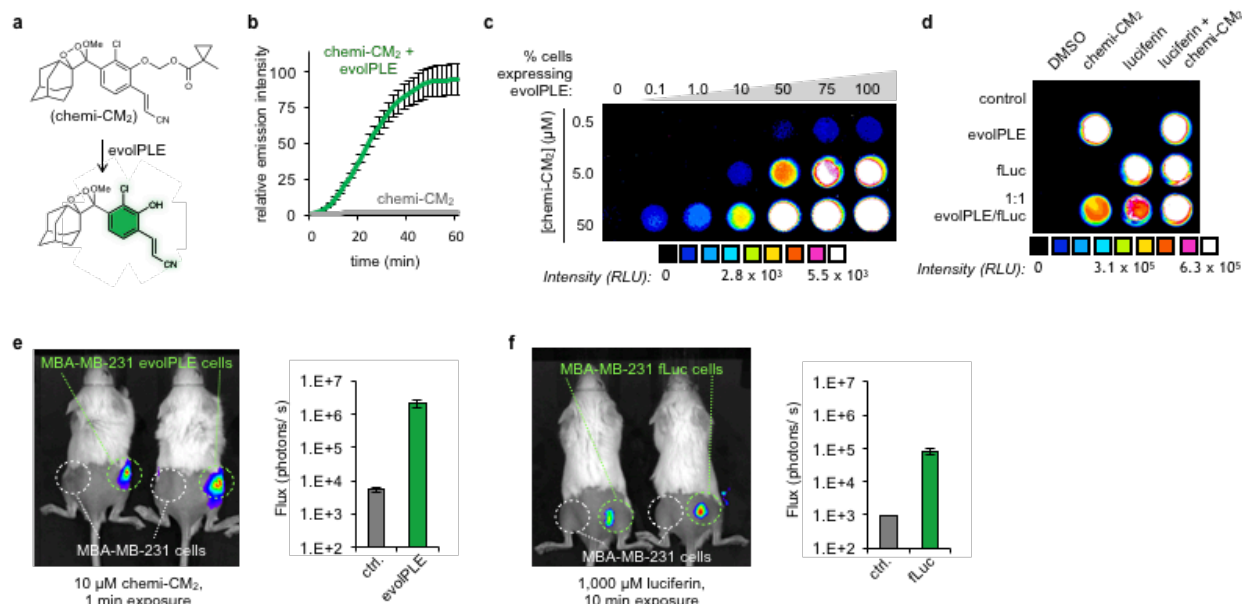 a
OMe
O-O
Cl
O
O
O
CN
(chemi-CM₂)
evolPLE
O-O
OMe
Cl
OH
CN
b
relative emission intensity
100
75
50
25
0
chemi-CM₂ +
evolPLE
chemi-CM₂
0
20
40
60
time (min)
c
% cells
expressing
evolPLE:
0 0.1 1.0 10 50 75 100
[chemi-CM₂] (µM)
0.5
5.0
50
Intensity (RLU):
0 2.8 x 10³ 5.5 x 10³
d
DMSO
chemi-CM₂
luciferin
luciferin +
chemi-CM₂
control
evolPLE
fLuc
1:1
evolPLE/fLuc
Intensity (RLU)
0 3.1 x 10⁵ 6.3 x 10⁵
e
MBA-MB-231 evolPLE cells
MBA-MB-231 cells
10 µM chemi-CM₂,
1 min exposure
Flux (photons/ s)
1.E+7
1.E+6
1.E+5
1.E+4
1.E+3
1.E+2
ctrl.
evolPLE
f
MBA-MB-231 fLuc cells
MBA-MB-231 cells
1,000 µM luciferin,
10 min exposure
Flux (photons/ s)
1.E+7
1.E+6
1.E+5
1.E+4
1.E+3
1.E+2
ctrl.
fLuc